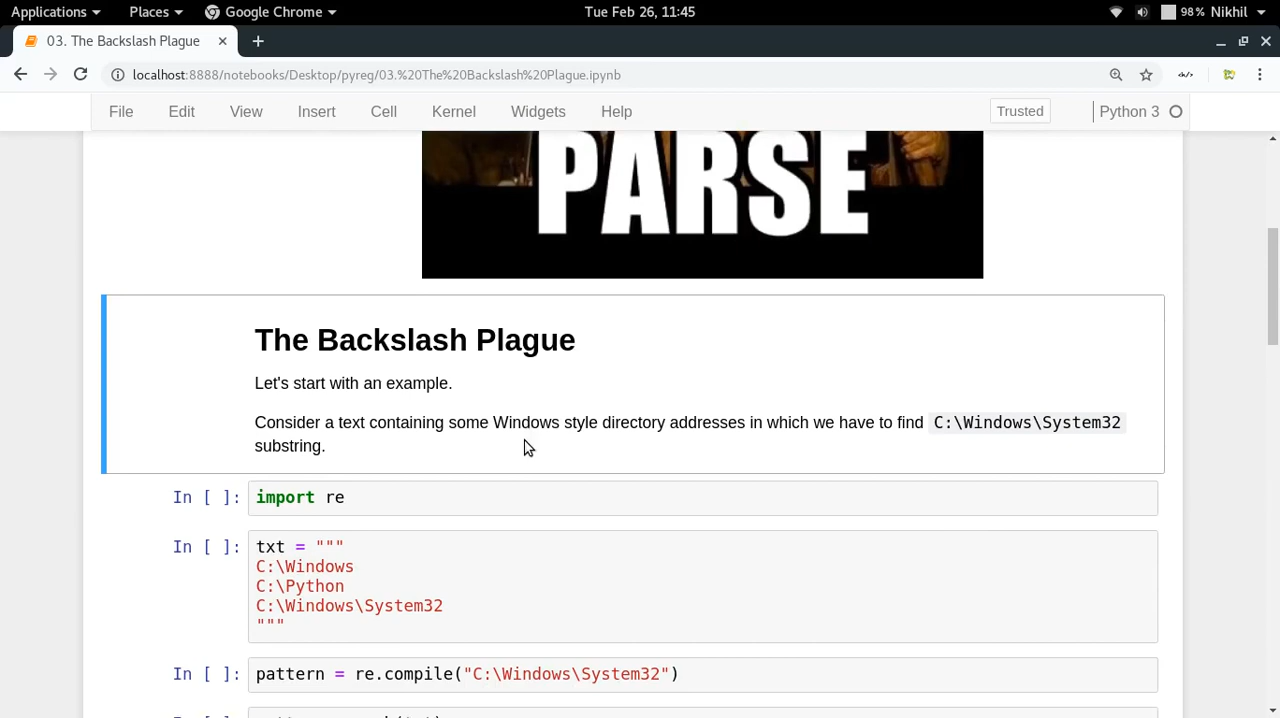 Applications Places Google Chrome Tue Feb 26, 11:45 98% Nikhil
03. The Backslash Plague
localhost:8888/notebooks/Desktop/pyreg/03.%20The%20Backslash%20Plague.ipynb
File Edit View Insert Cell Kernel Widgets Help Trusted Python 3
PARSE
The Backslash Plague
Let's start with an example.
Consider a text containing some Windows style directory addresses in which we have to find C:\Windows\System32
substring.
In [ ]: import re
In [ ]: txt = """
C:\Windows
C:\Python
C:\Windows\System32
"""
In [ ]: pattern = re.compile("C:\Windows\System32")